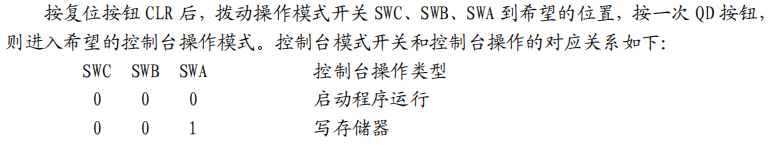 按复位按钮 CLR 后，拨动操作模式开关 SWC、SWB、SWA 到希望的位置，按一次 QD 按钮，
则进入希望的控制台操作模式。控制台模式开关和控制台操作的对应关系如下：
SWC SWB SWA 控制台操作类型
0 0 0 启动程序运行
0 0 1 写存储器